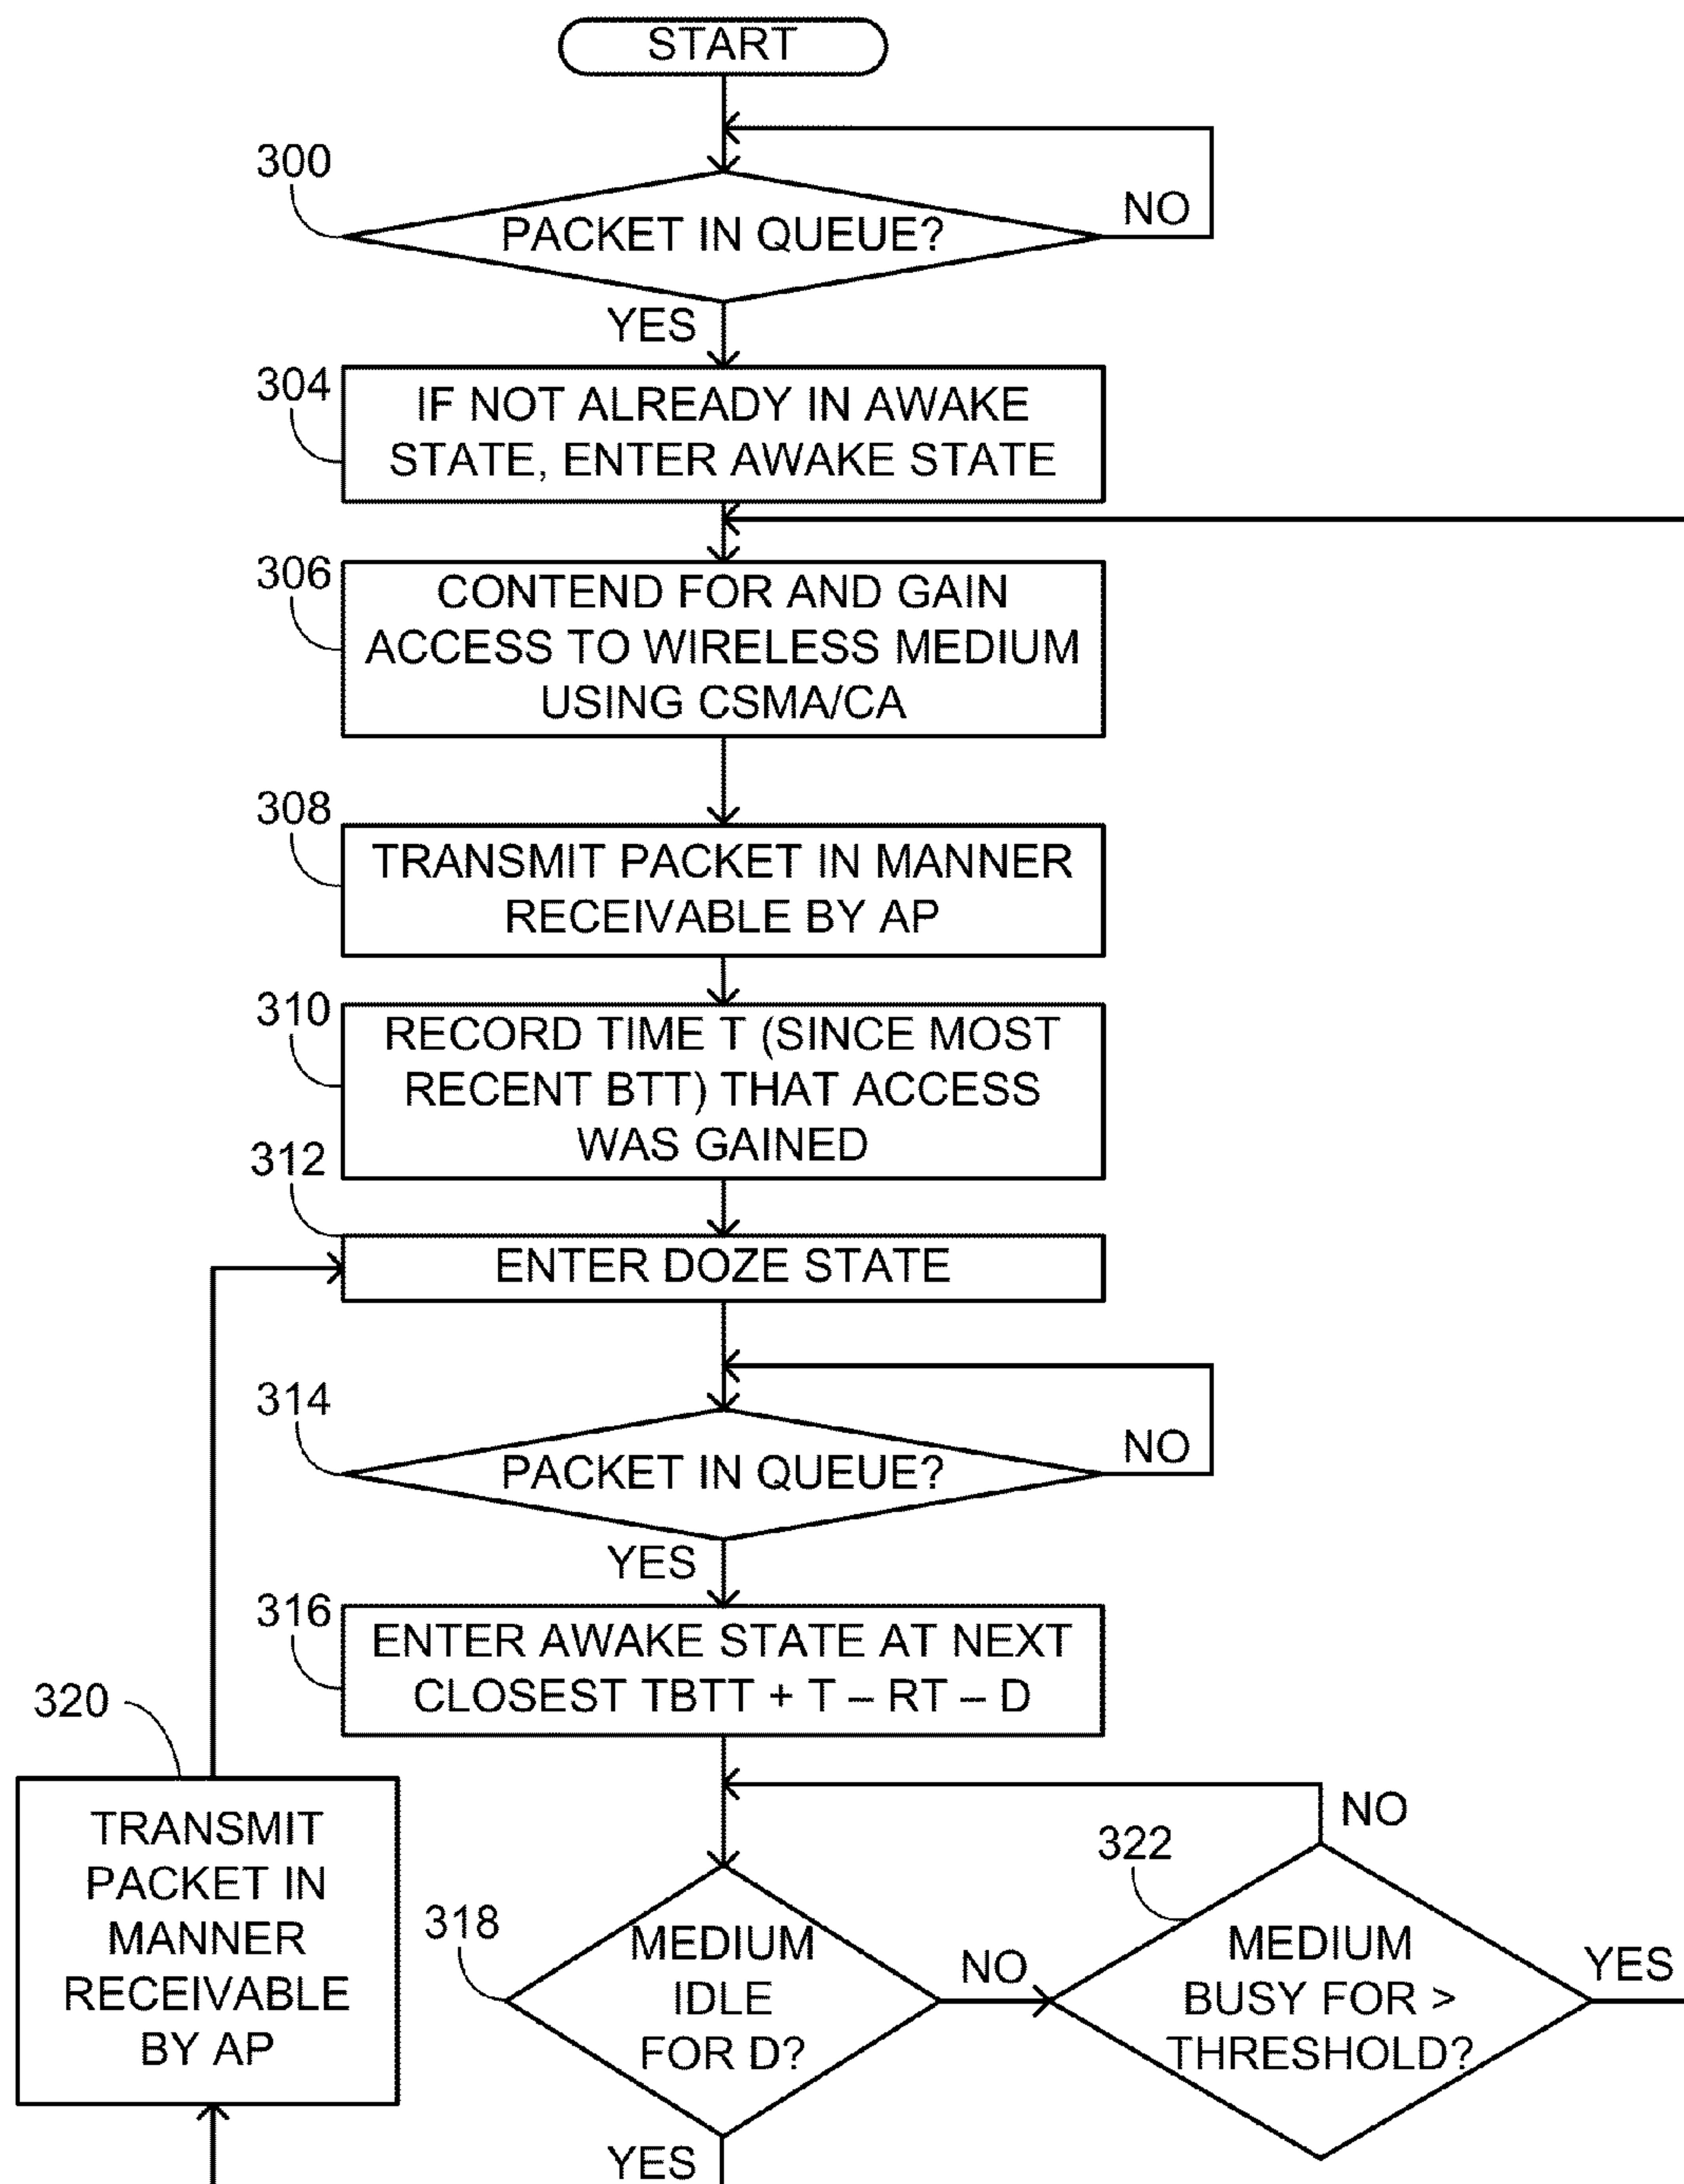 START
300
PACKET IN QUEUE?
NO
YES
304
IF NOT ALREADY IN AWAKE
STATE, ENTER AWAKE STATE
306
CONTEND FOR AND GAIN
ACCESS TO WIRELESS MEDIUM
USING CSMA/CA
308
TRANSMIT PACKET IN MANNER
RECEIVABLE BY AP
310
RECORD TIME T (SINCE MOST
RECENT BTT) THAT ACCESS
WAS GAINED
312
ENTER DOZE STATE
314
PACKET IN QUEUE?
NO
YES
316
ENTER AWAKE STATE AT NEXT
CLOSEST TBTT + T – RT – D
320
TRANSMIT
PACKET IN
MANNER
RECEIVABLE
BY AP
318
MEDIUM
IDLE
FOR D?
NO
YES
322
MEDIUM
BUSY FOR >
THRESHOLD?
NO
YES